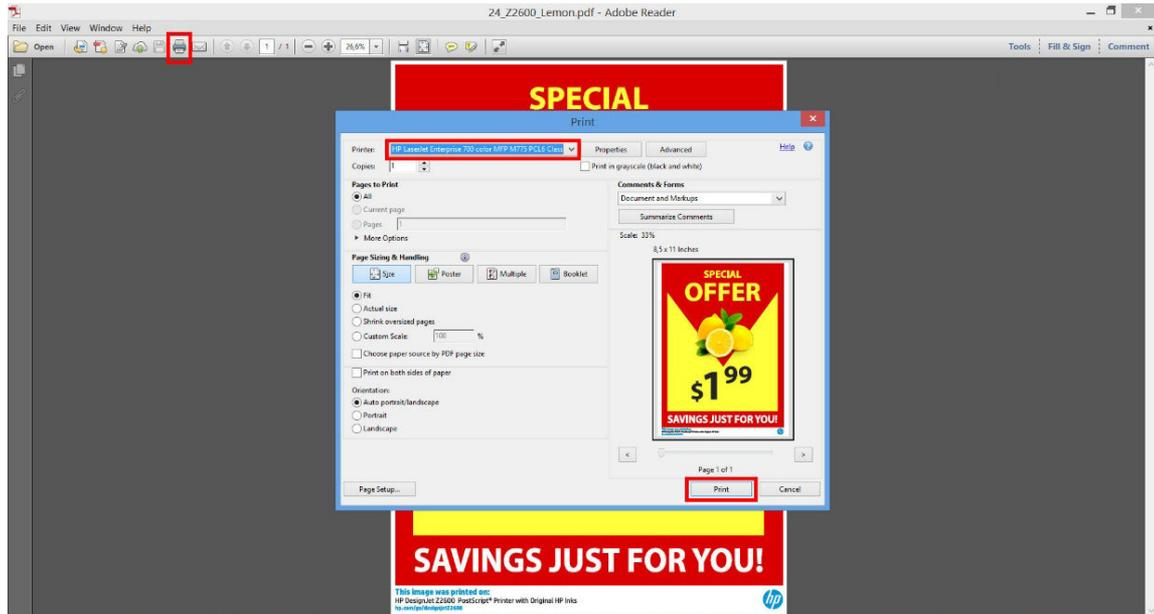 24_Z2600_Lemon.pdf - Adobe Reader
File Edit View Window Help
Open 1 / 1 26,6% Tools Fill & Sign Comment
SPECIAL
Print
Printer: HP LaserJet Enterprise 700 color MFP M775 PCL6 Class Properties Advanced Help
Copies: 1 Print in grayscale (black and white)
Pages to Print
All
Current page
Pages 1
More Options
Page Sizing & Handling
Size Poster Multiple Booklet
Fit
Actual size
Shrink oversized pages
Custom Scale: 100 %
Choose paper source by PDF page size
Print on both sides of paper
Orientation:
Auto portrait/landscape
Portrait
Landscape
Comments & Forms
Document and Markups
Summarize Comments
Scale: 33%
8,5 x 11 Inches
SPECIAL
OFFER
$1 99
SAVINGS JUST FOR YOU!
< >
Page 1 of 1
Page Setup... Print Cancel
SAVINGS JUST FOR YOU!
This image was printed on:
HP DesignJet Z2600 PostScript® Printer with Original HP Inks
hp.com/go/designjetZ2600
hp